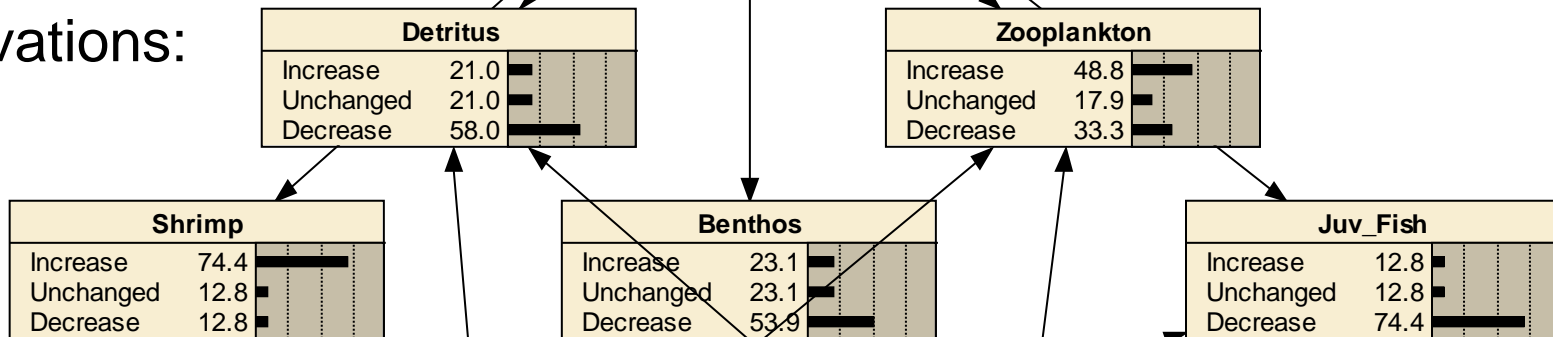 vations:
Detritus
Increase 21.0
Unchanged 21.0
Decrease 58.0
Zooplankton
Increase 48.8
Unchanged 17.9
Decrease 33.3
Shrimp
Increase 74.4
Unchanged 12.8
Decrease 12.8
Benthos
Increase 23.1
Unchanged 23.1
Decrease 53.9
Juv_Fish
Increase 12.8
Unchanged 12.8
Decrease 74.4